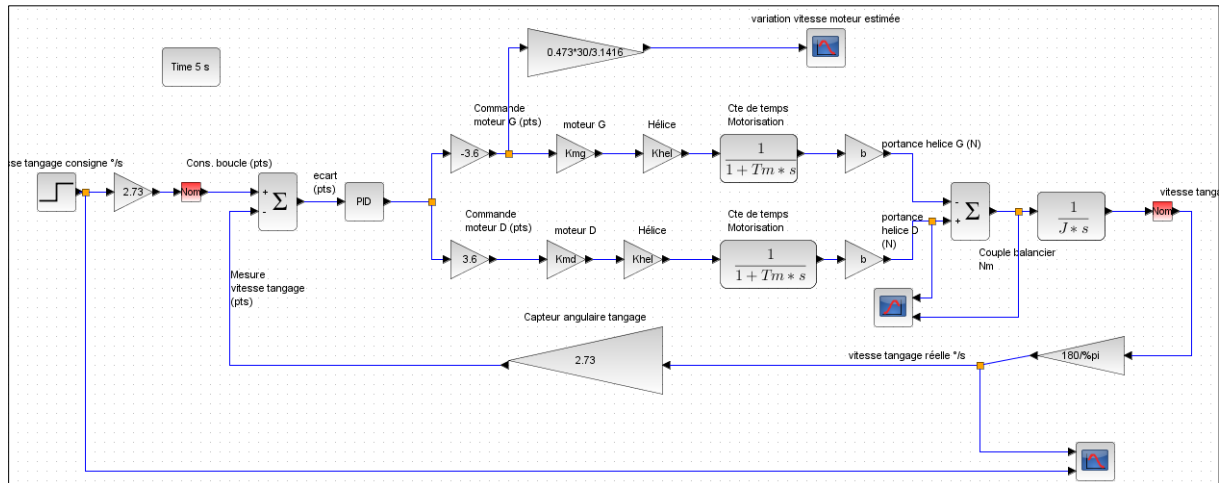 variation vitesse moteur estimée
0.473*30/3.1416
Time 5 s
Commande
moteur G (pts)
moteur G
Hélice
Cte de temps
Motorisation
sse tangage consigne °/s
Cons. boucle (pts)
ecart
(pts)
-3.6
Kmg
Khel
1
1 + Tm * s
b
portance helice G (N)
2.73
Nom
+
-
Σ
PID
-
+
Σ
1
J * s
Nom
vitesse tanga
Commande
moteur D (pts)
moteur D
Hélice
Cte de temps
Motorisation
portance
helice D
(N)
3.6
Kmd
Khel
1
1 + Tm * s
b
Couple balancier
Nm
Mesure
vitesse tangage
(pts)
Capteur angulaire tangage
2.73
vitesse tangage réelle °/s
180/%pi